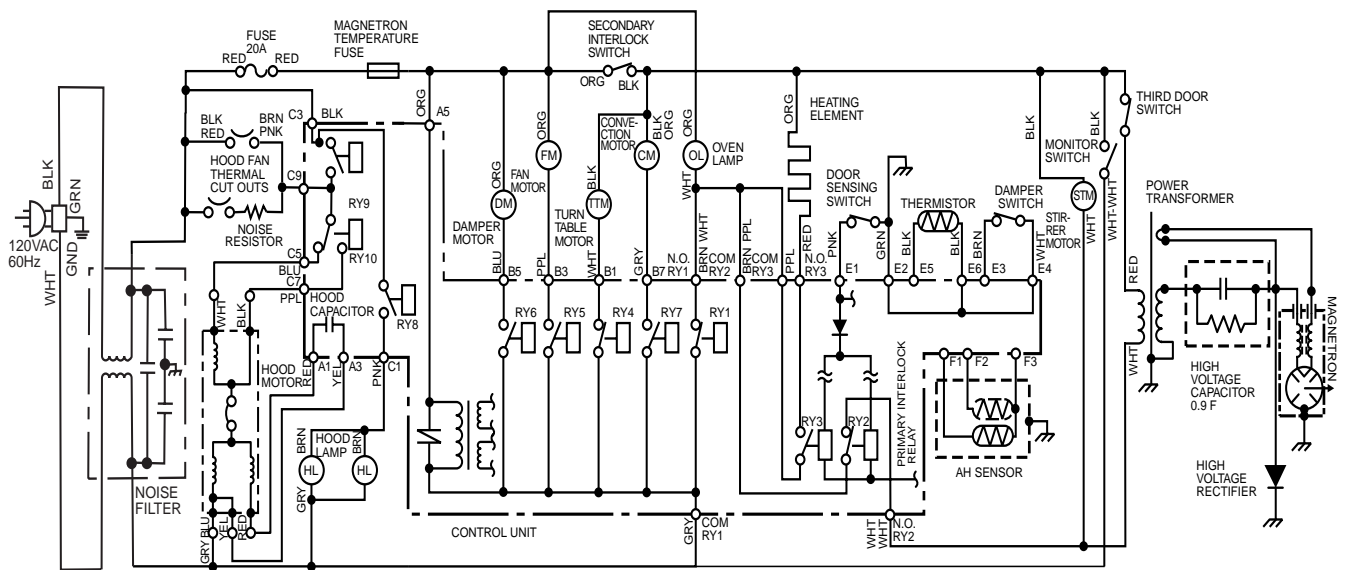 FUSE
20A
RED
RED
MAGNETRON
TEMPERATURE
FUSE
SECONDARY
INTERLOCK
SWITCH
ORG
BLK
ORG
A5
C3
BLK
BLK
RED
BRN
PNK
HOOD FAN
THERMAL
CUT OUTS
C9
NOISE
RESISTOR
RY9
C5
BLU
C7
PPL
RY10
HOOD
CAPACITOR
RY8
BLK
GRN
120VAC
60Hz
WHT
GND
NOISE
FILTER
WHT
BLK
HOOD MOTOR
RED
A1
YEL
A3
PNK
C1
BRN
HOOD
LAMP
BRN
HL
HL
GRY
GRY
BLU
YEL
RED
CONTROL UNIT
ORG
DM
DAMPER
MOTOR
BLU
B5
ORG
FM
FAN
MOTOR
PPL
B3
BLK
TTM
TURN
TABLE
MOTOR
WHT
B1
CONVE-
CTION
MOTOR
BLK
ORG
CM
GRY
B7
ORG
OL
OVEN
LAMP
WHT
N.O.
RY1
BRN
WHT
COM
RY2
BRN
PPL
COM
RY3
PPL
N.O.
RY3
RED
ORG
HEATING
ELEMENT
DOOR
SENSING
SWITCH
PNK
E1
GRN
E2
THERMISTOR
BLK
E5
BLK
E6
DAMPER
SWITCH
BRN
E3
WHT
E4
STIR-
RER
MOTOR
STM
BLK
WHT
BLK
MONITOR
SWITCH
WHT-WHT
THIRD DOOR
SWITCH
POWER
TRANSFORMER
RED
WHT
RY6
RY5
RY4
RY7
RY1
RY3
RY2
PRIMARY INTERLOCK
RELAY
F1
F2
F3
AH SENSOR
GRY
COM
RY1
WHT
WHT
N.O.
RY2
HIGH
VOLTAGE
CAPACITOR
0.9 F
MAGNETRON
HIGH
VOLTAGE
RECTIFIER